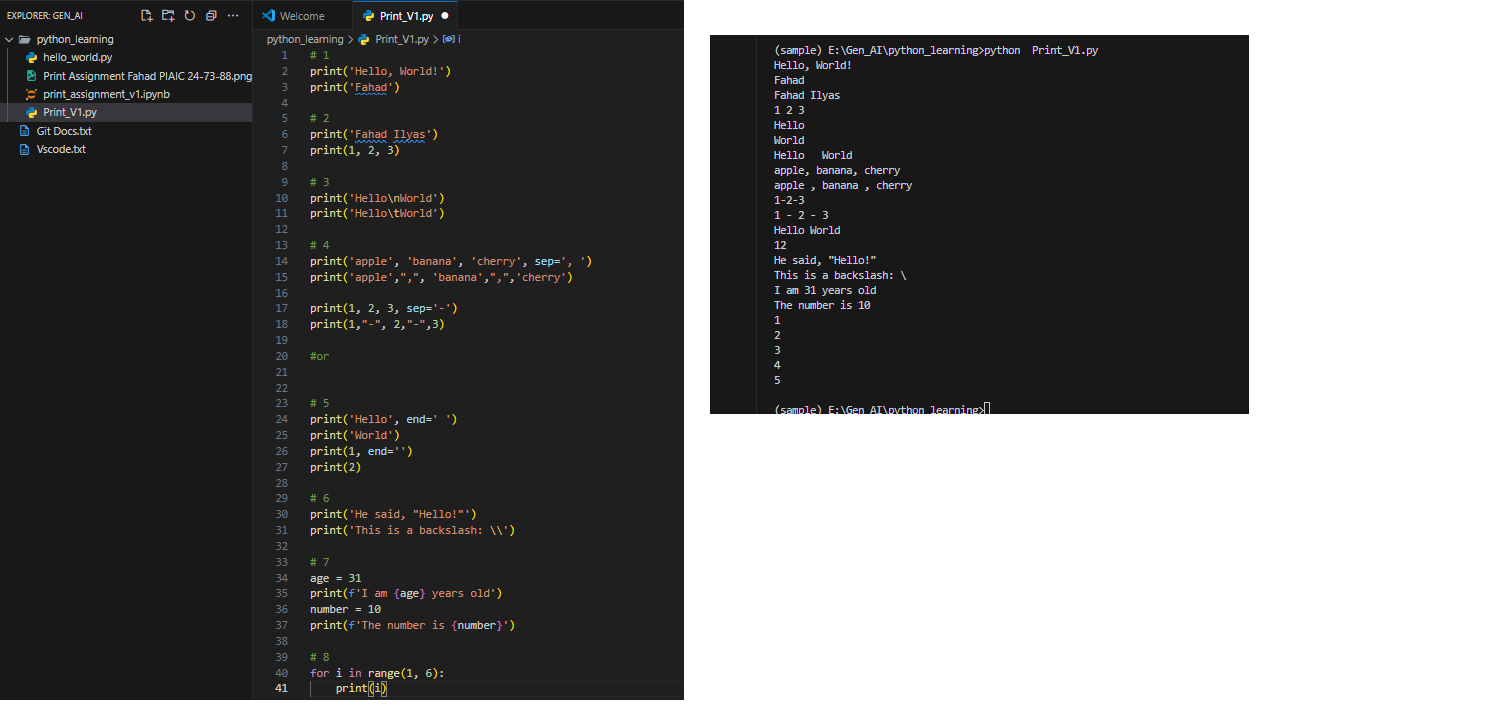 EXPLORER: GEN_AI
python_learning
hello_world.py
Print Assignment Fahad PIAIC 24-73-88.png
print_assignment_v1.ipynb
Print_V1.py
Git Docs.txt
Vscode.txt
Welcome
Print_V1.py
python_learning > Print_V1.py > i
1 # 1
2 print('Hello, World!')
3 print('Fahad')
4
5 # 2
6 print('Fahad Ilyas')
7 print(1, 2, 3)
8
9 # 3
10 print('Hello\nWorld')
11 print('Hello\tWorld')
12
13 # 4
14 print('apple', 'banana', 'cherry', sep=', ')
15 print('apple',",", 'banana',",",'cherry')
16
17 print(1, 2, 3, sep='-')
18 print(1,"-", 2,"-",3)
19
20 #or
21
22
23 # 5
24 print('Hello', end=' ')
25 print('World')
26 print(1, end='')
27 print(2)
28
29 # 6
30 print('He said, "Hello!"')
31 print('This is a backslash: \\')
32
33 # 7
34 age = 31
35 print(f'I am {age} years old')
36 number = 10
37 print(f'The number is {number}')
38
39 # 8
40 for i in range(1, 6):
41     print(i)
(sample) E:\Gen_AI\python_learning>python  Print_V1.py
Hello, World!
Fahad
Fahad Ilyas
1 2 3
Hello
World
Hello   World
apple, banana, cherry
apple , banana , cherry
1-2-3
1 - 2 - 3
Hello World
12
He said, "Hello!"
This is a backslash: \
I am 31 years old
The number is 10
1
2
3
4
5
(sample) E:\Gen_AI\python_learning>